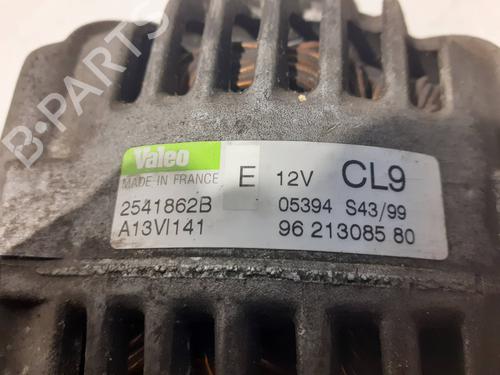 B-PARTS
Valeo
MADE IN FRANCE
E 12V CL9
2541862B 05394 S43/99
A13VI141 96 213085 80